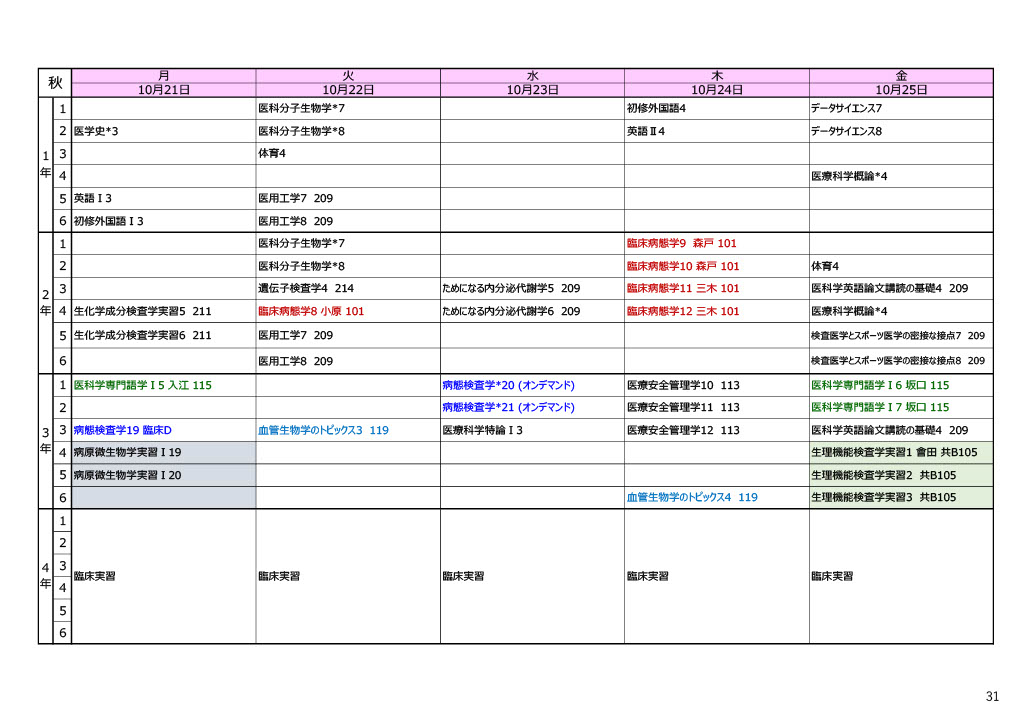 秋 月 火 水 木 金
10月21日 10月22日 10月23日 10月24日 10月25日
1年
1 医科分子生物学*7 初修外国語4 データサイエンス7
2 医学史*3 医科分子生物学*8 英語Ⅱ4 データサイエンス8
3 体育4
4 医療科学概論*4
5 英語Ⅰ3 医用工学7 209
6 初修外国語Ⅰ3 医用工学8 209
2年
1 医科分子生物学*7 臨床病態学9 森戸 101
2 医科分子生物学*8 臨床病態学10 森戸 101 体育4
3 遺伝子検査学4 214 ためになる内分泌代謝学5 209 臨床病態学11 三木 101 医科学英語論文講読の基礎4 209
4 生化学成分検査学実習5 211 臨床病態学8 小原 101 ためになる内分泌代謝学6 209 臨床病態学12 三木 101 医療科学概論*4
5 生化学成分検査学実習6 211 医用工学7 209 検査医学とスポーツ医学の密接な接点7 209
6 医用工学8 209 検査医学とスポーツ医学の密接な接点8 209
3年
1 医科学専門語学Ⅰ5 入江 115 病態検査学*20 (オンデマンド) 医療安全管理学10 113 医科学専門語学Ⅰ6 坂口 115
2 病態検査学*21 (オンデマンド) 医療安全管理学11 113 医科学専門語学Ⅰ7 坂口 115
3 病態検査学19 臨床D 血管生物学のトピックス3 119 医療科学特論Ⅰ3 医療安全管理学12 113 医科学英語論文講読の基礎4 209
4 病原微生物学実習Ⅰ19 生理機能検査学実習1 會田 共B105
5 病原微生物学実習Ⅰ20 生理機能検査学実習2 共B105
6 血管生物学のトピックス4 119 生理機能検査学実習3 共B105
4年
1
2
3
臨床実習 臨床実習 臨床実習 臨床実習 臨床実習
4
5
6
31